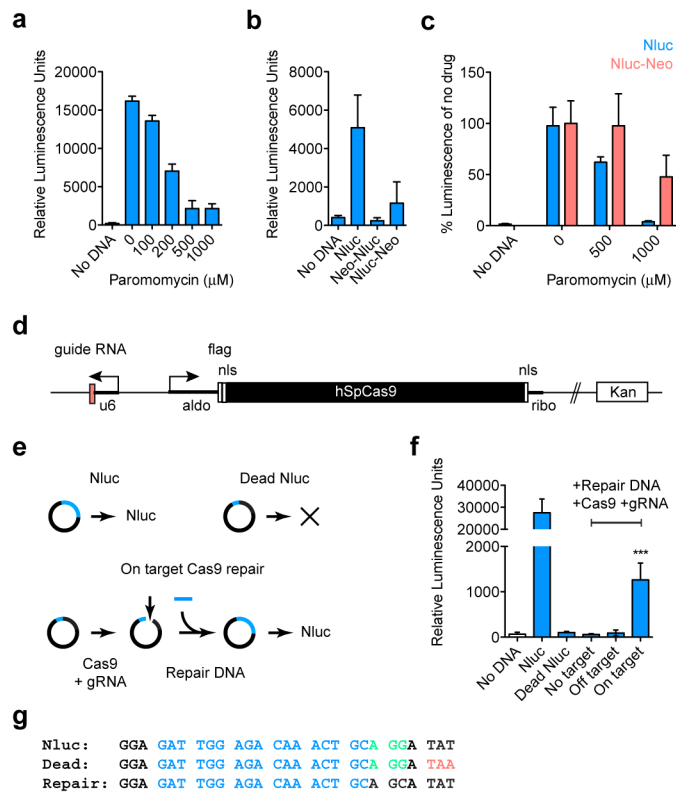 a
Relative Luminescence Units
20000
15000
10000
5000
0
No DNA
0
100
200
500
1000
Paromomycin (μM)
b
Relative Luminescence Units
8000
6000
4000
2000
0
No DNA
Nluc
Neo-Nluc
Nluc-Neo
c
Nluc
Nluc-Neo
% Luminescence of no drug
150
100
50
0
No DNA
0
500
1000
Paromomycin (μM)
d
guide RNA
flag
nls
nls
hSpCas9
Kan
u6
aldo
ribo
e
Nluc
Dead Nluc
Nluc
On target Cas9 repair
Nluc
Cas9
+ gRNA
Repair DNA
f
Relative Luminescence Units
40000
30000
20000
2000
1000
0
+Repair DNA
+Cas9 +gRNA
***
No DNA
Nluc
Dead Nluc
No target
Off target
On target
g
Nluc: GGA GAT TGG AGA CAA ACT GCA GGA TAT
Dead: GGA GAT TGG AGA CAA ACT GCA GGA TAA
Repair: GGA GAT TGG AGA CAA ACT GCA GCA TAT